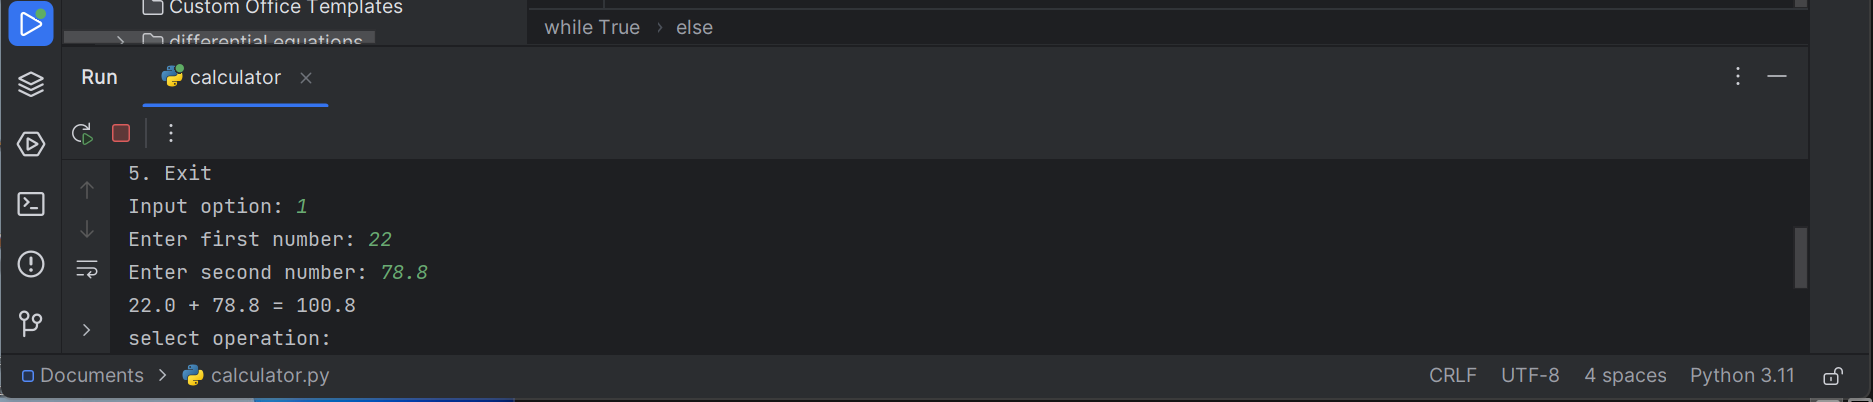 Custom Office Templates
differential equations
while True > else
Run calculator
5. Exit
Input option: 1
Enter first number: 22
Enter second number: 78.8
22.0 + 78.8 = 100.8
select operation:
Documents > calculator.py CRLF UTF-8 4 spaces Python 3.11